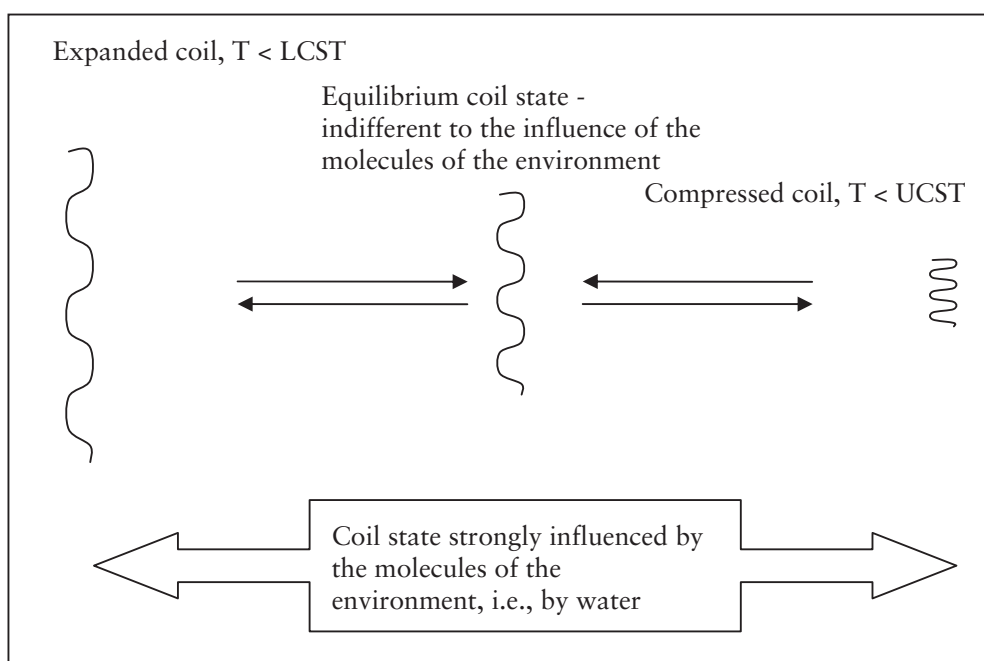 Expanded coil, T < LCST
Equilibrium coil state -
indifferent to the influence of the
molecules of the environment
Compressed coil, T < UCST
Coil state strongly influenced by
the molecules of the
environment, i.e., by water